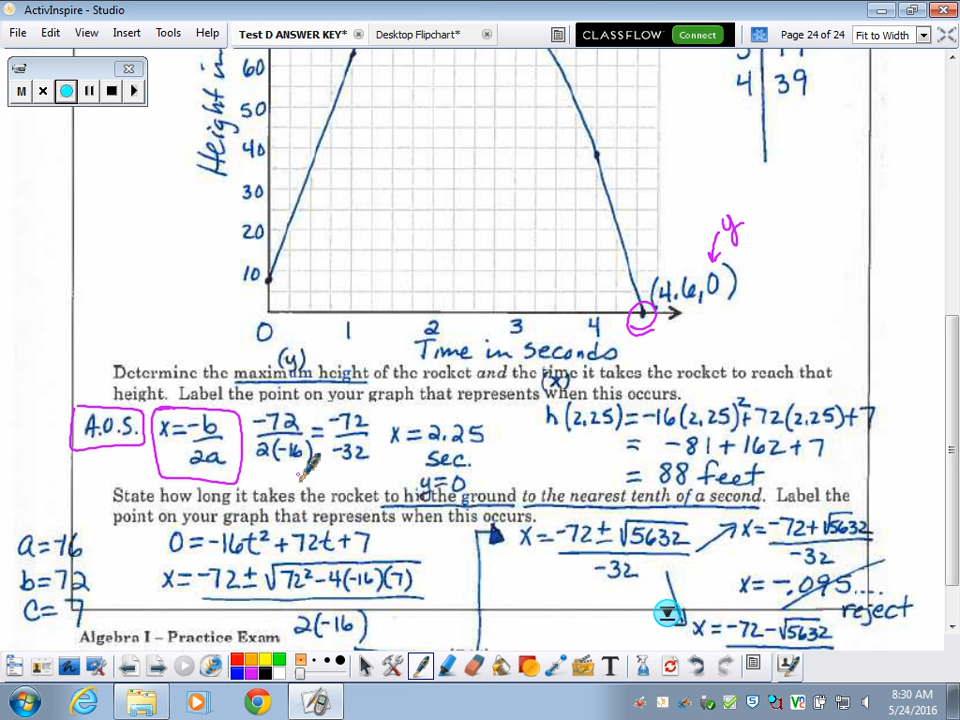 ActivInspire - Studio
File Edit View Insert Tools Help Test D ANSWER KEY* Desktop Flipchart* CLASSFLOW Connect Page 24 of 24 Fit to Width
M
Height in
60
50
40
30
20
10
0 1 2 3 4
4 39
y
(4.6,0)
Time in seconds
(y)
Determine the maximum height of the rocket and the time it takes the rocket to reach that
(x)
height. Label the point on your graph that represents when this occurs.
A.O.S. x=-b/2a -72/2(-16) = -72/-32 x=2.25 sec.
h(2.25)=-16(2.25)²+72(2.25)+7
= -81+162+7
= 88 feet
y=0
State how long it takes the rocket to hit the ground to the nearest tenth of a second. Label the
point on your graph that represents when this occurs.
a=-16
b=72
c=7
0=-16t²+72t+7
x=-72±√72²-4(-16)(7)
2(-16)
x=-72±√5632
-32
x=-72+√5632
-32
x=-.095....
reject
x=-72-√5632
Algebra I – Practice Exam
T
8:30 AM
5/24/2016